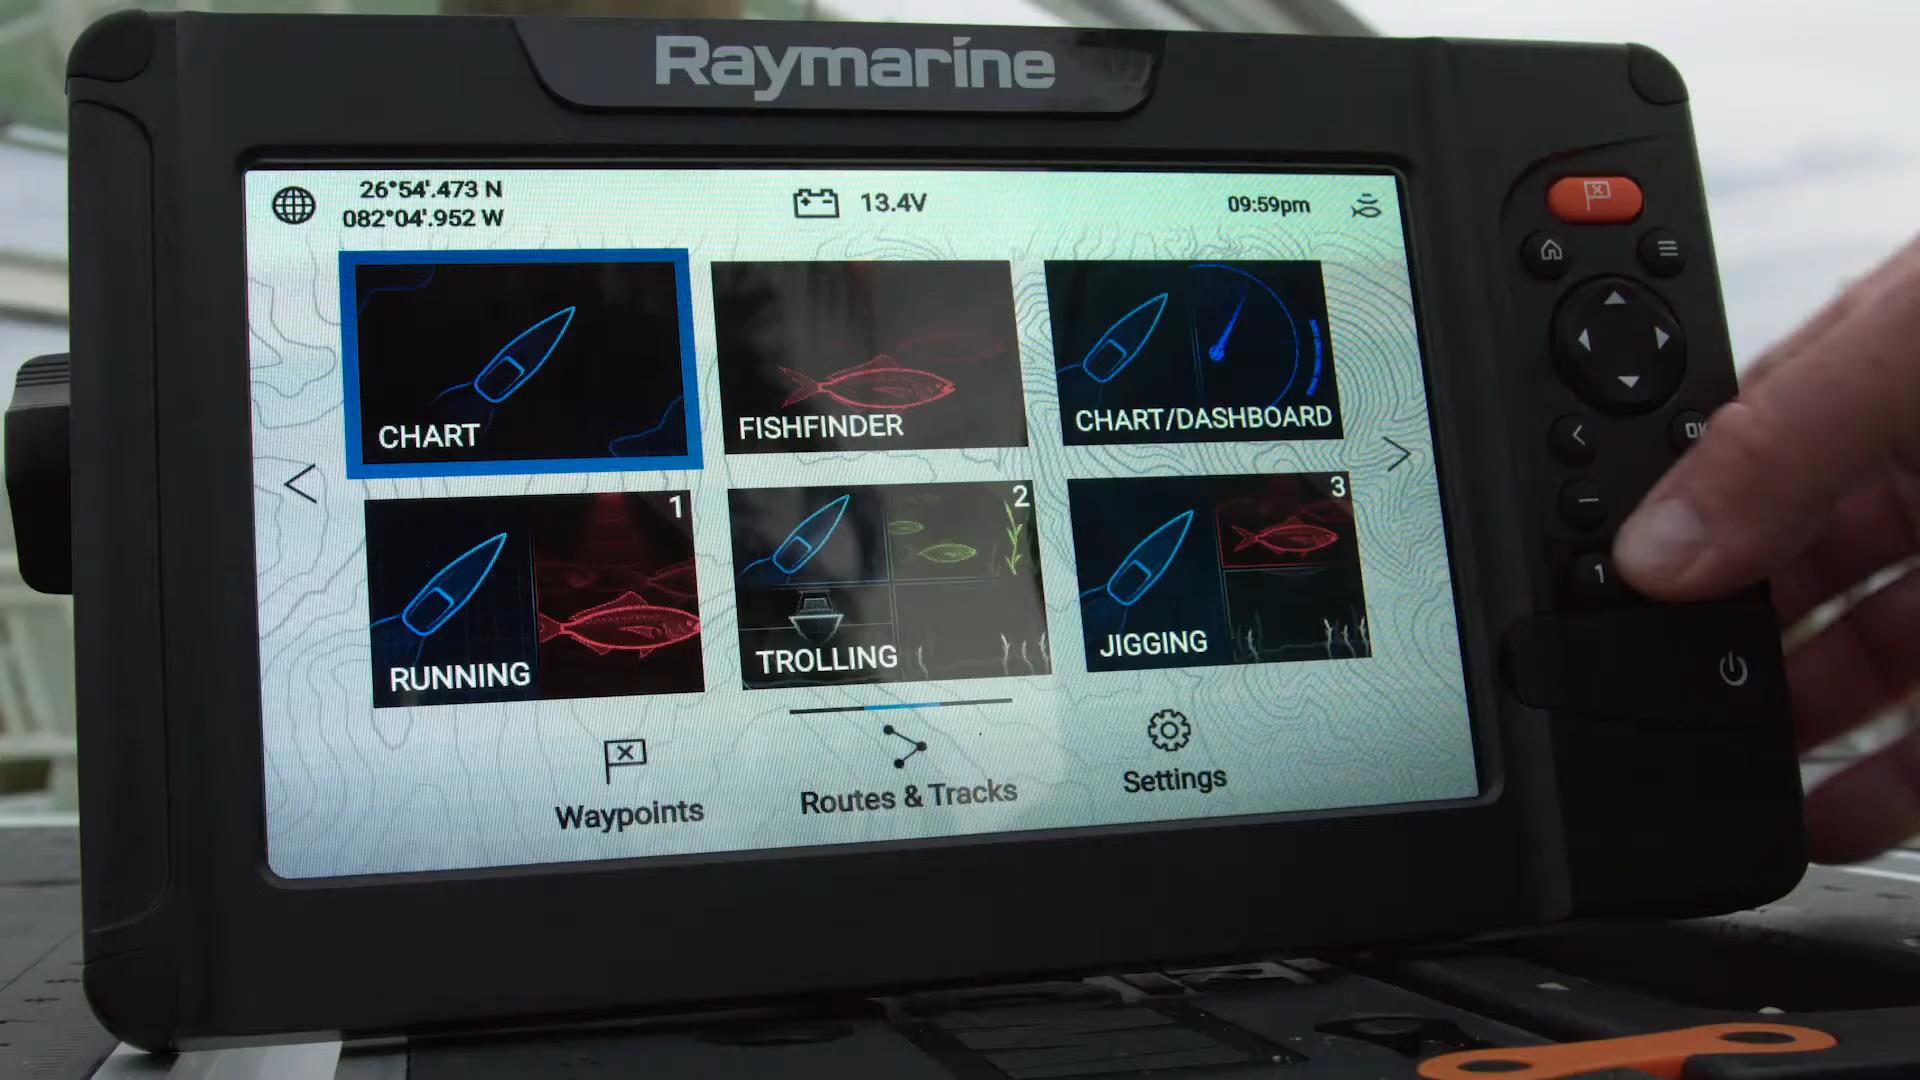 Raymarine
26°54'.473 N
082°04'.952 W
13.4V
09:59pm
CHART
FISHFINDER
CHART/DASHBOARD
1
RUNNING
2
TROLLING
3
JIGGING
Waypoints
Routes & Tracks
Settings
OK
1